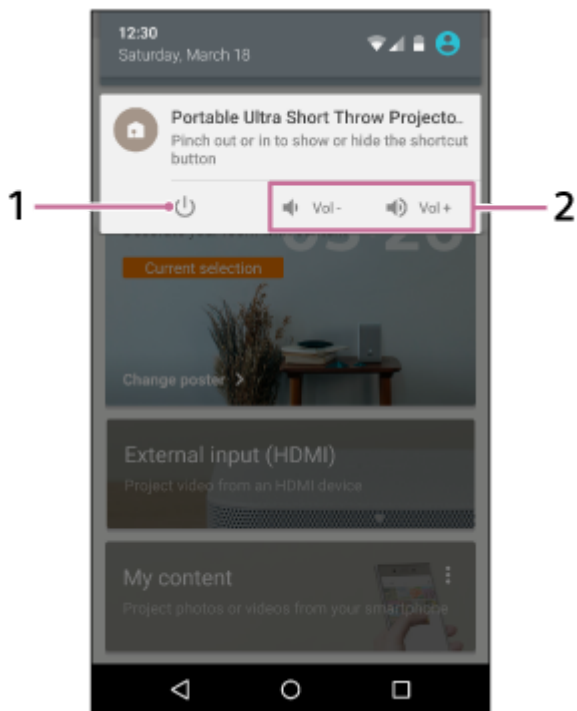 12:30
Saturday, March 18
Portable Ultra Short Throw Projecto..
Pinch out or in to show or hide the shortcut
button
1
Vol-
Vol+
2
Current selection
Change poster
External input (HDMI)
Project video from an HDMI device
My content
Project photos or videos from your smartphone